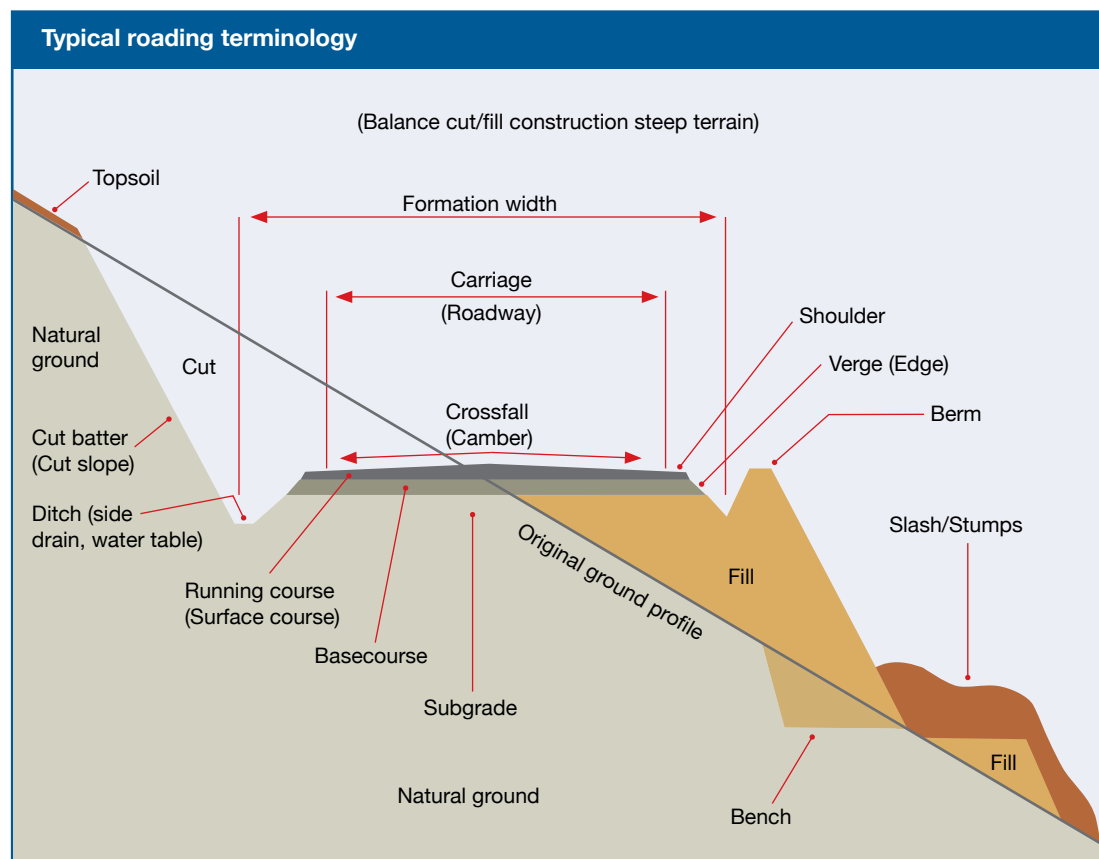 Typical roading terminology
(Balance cut/fill construction steep terrain)
Topsoil
Formation width
Carriage
(Roadway)
Shoulder
Natural
ground
Cut
Verge (Edge)
Crossfall
(Camber)
Berm
Cut batter
(Cut slope)
Ditch (side
drain, water table)
Slash/Stumps
Original ground profile
Fill
Running course
(Surface course)
Basecourse
Subgrade
Fill
Natural ground
Bench